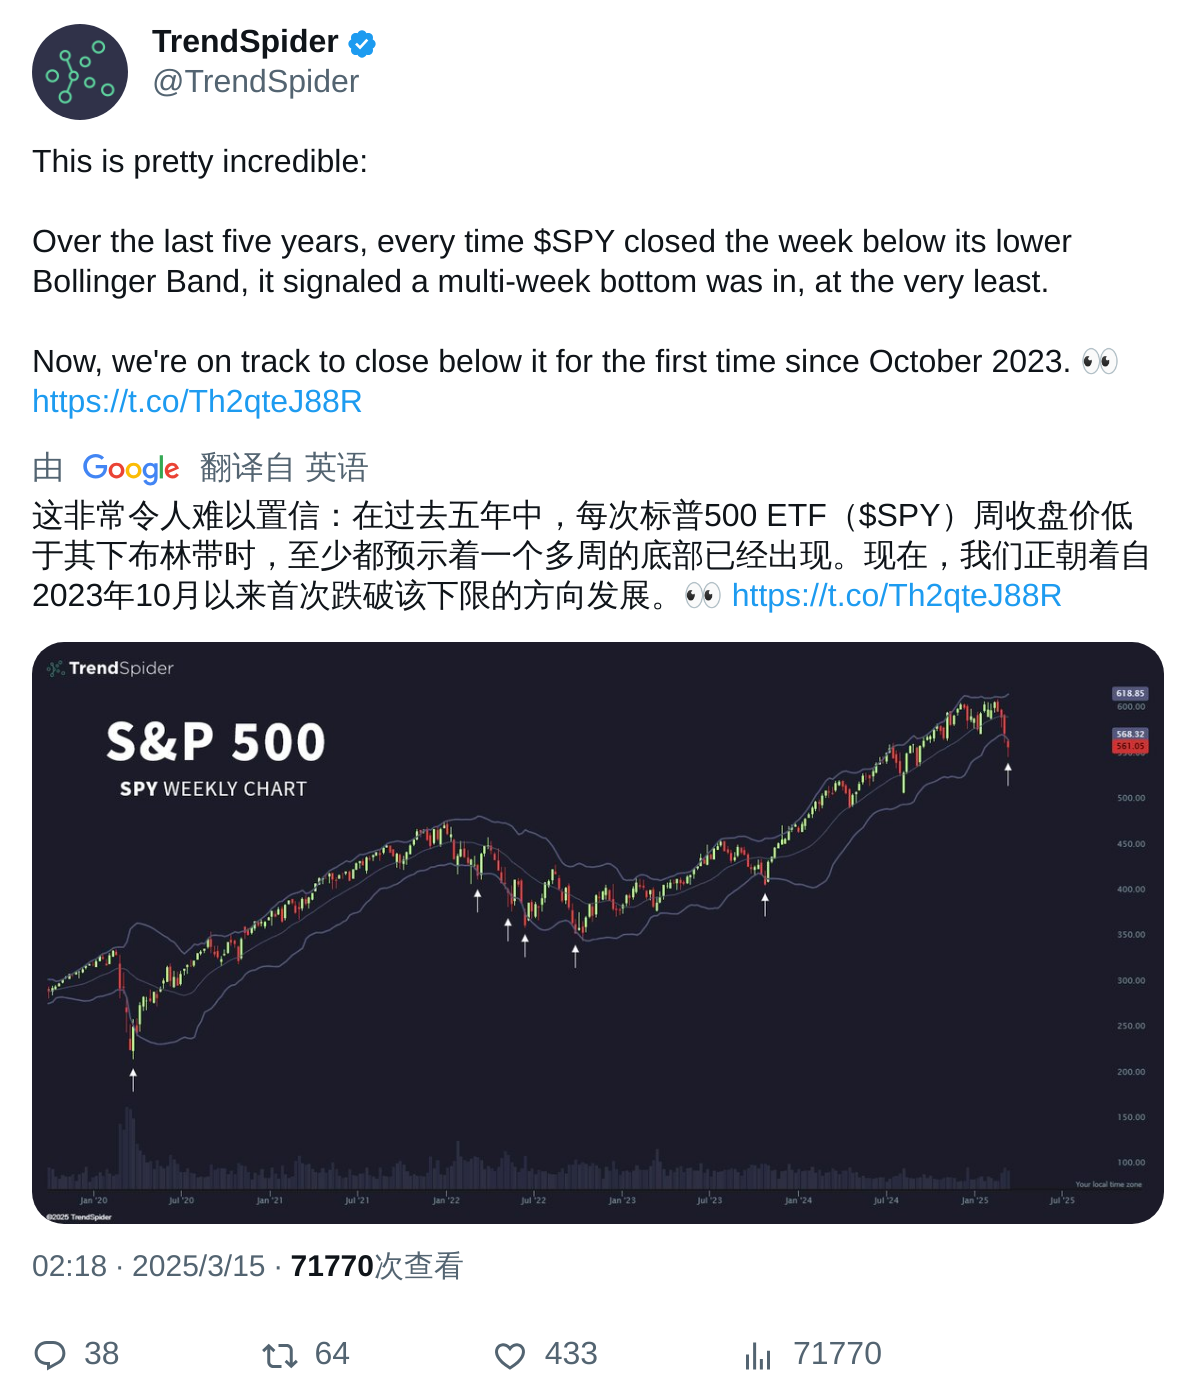 TrendSpider
@TrendSpider
This is pretty incredible:
Over the last five years, every time $SPY closed the week below its lower
Bollinger Band, it signaled a multi-week bottom was in, at the very least.
Now, we're on track to close below it for the first time since October 2023. 👀
https://t.co/Th2qteJ88R
由 Google 翻译自 英语
这非常令人难以置信：在过去五年中，每次标普500 ETF（$SPY）周收盘价低
于其下布林带时，至少都预示着一个多周的底部已经出现。现在，我们正朝着自
2023年10月以来首次跌破该下限的方向发展。👀 https://t.co/Th2qteJ88R
TrendSpider
S&P 500
SPY WEEKLY CHART
618.85
600.00
568.32
561.05
500.00
450.00
400.00
350.00
300.00
250.00
200.00
150.00
100.00
Your local time zone
Jan '20 Jul '20 Jan '21 Jul '21 Jan '22 Jul '22 Jan '23 Jul '23 Jan '24 Jul '24 Jan '25 Jul '25
©2025 TrendSpider
02:18 · 2025/3/15 · 71770次查看
38 64 433 71770